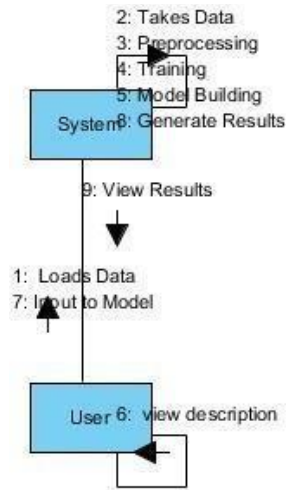 2: Takes Data
3: Preprocessing
4: Training
5: Model Building
System
8: Generate Results
9: View Results
1: Loads Data
7: Input to Model
User
6: view description